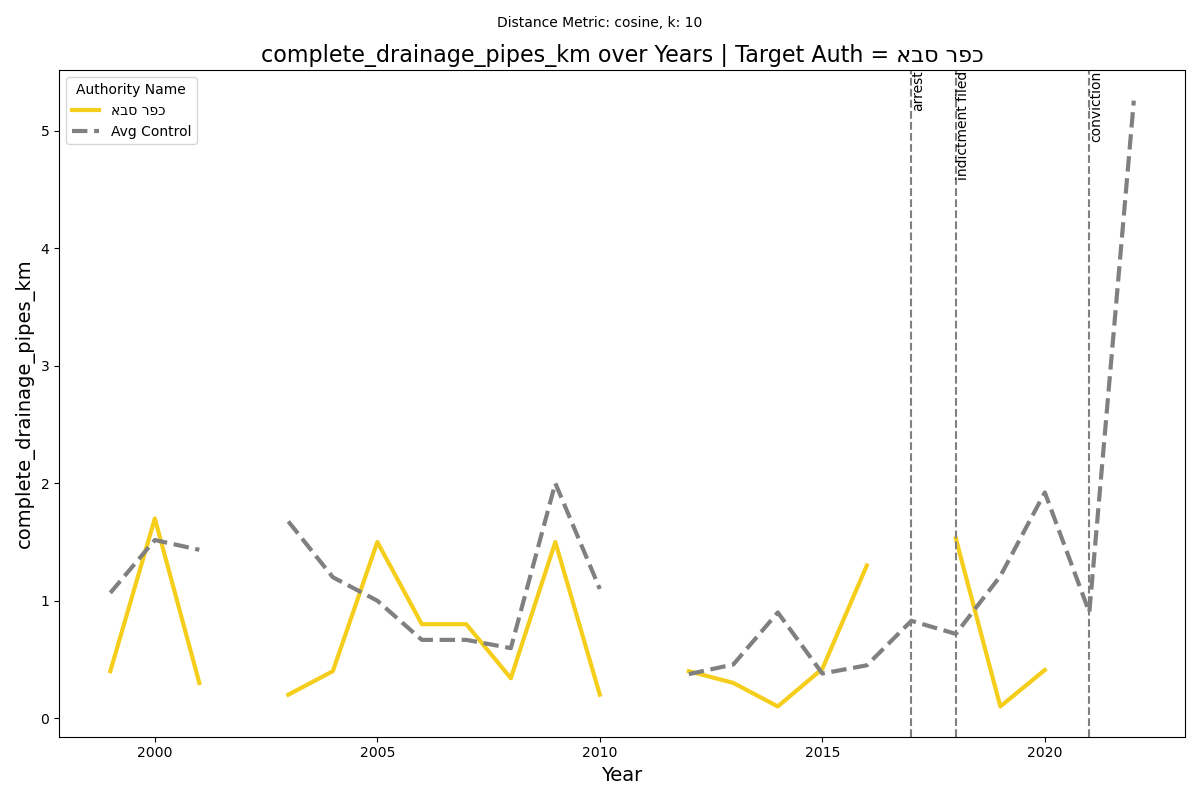 Distance Metric: cosine, k: 10
complete_drainage_pipes_km over Years | Target Auth = כפר סבא
Authority Name
כפר סבא
Avg Control
arrest
indictment filed
conviction
complete_drainage_pipes_km
5
4
3
2
1
0
2000
2005
2010
2015
2020
Year